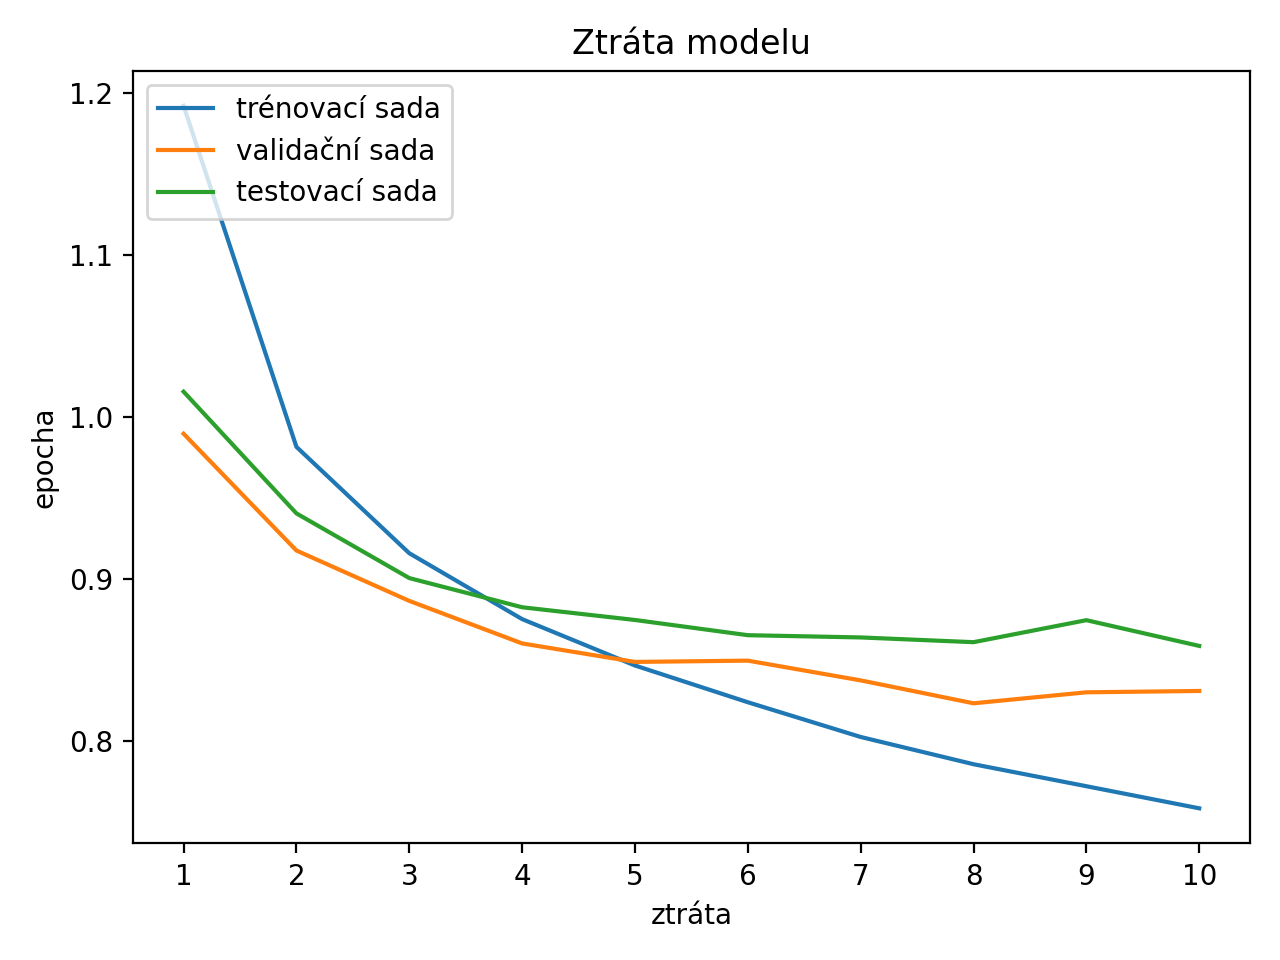 Ztráta modelu
trénovací sada
validační sada
testovací sada
epocha
1.2
1.1
1.0
0.9
0.8
1 2 3 4 5 6 7 8 9 10
ztráta